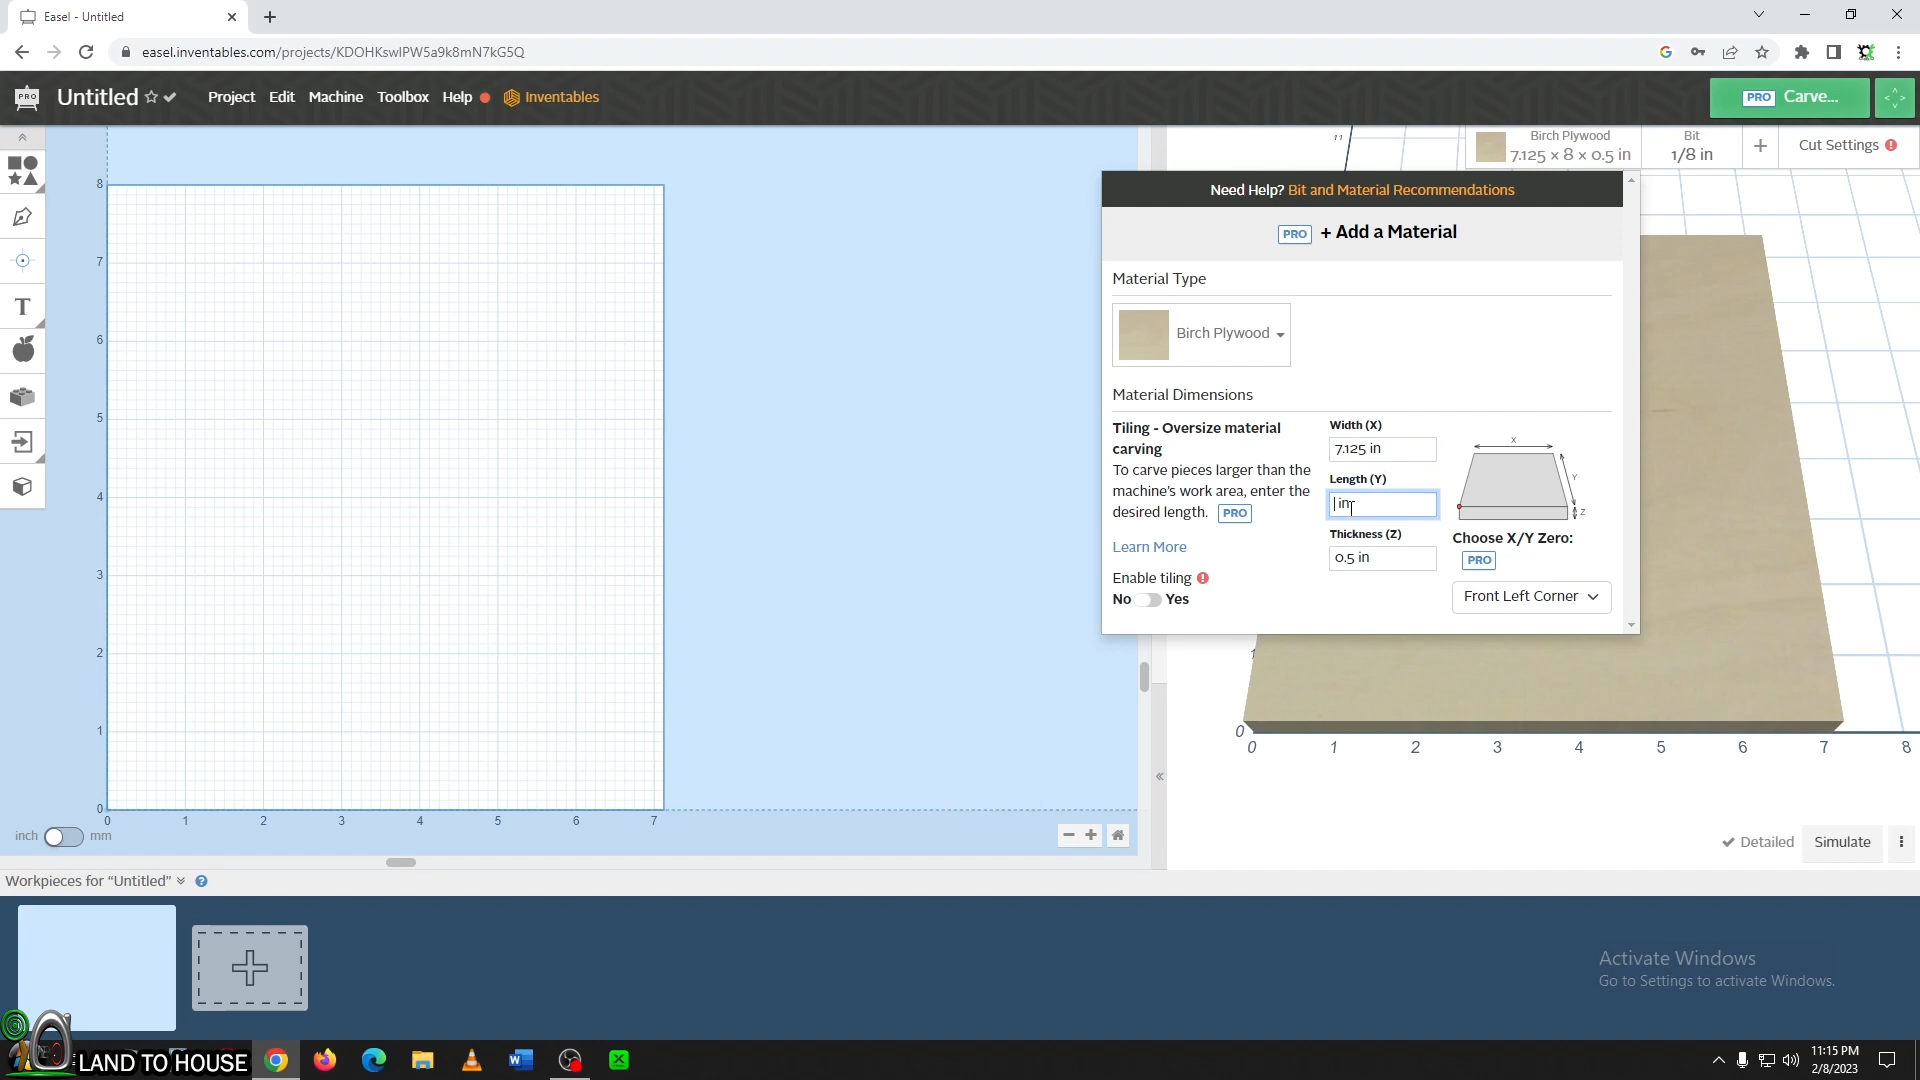 Easel - Untitled
easel.inventables.com/projects/KDOHKswIPW5a9k8mN7kG5Q
PRO
Untitled
Project Edit Machine Toolbox Help Inventables
PRO Carve...
Birch Plywood
7.125 × 8 × 0.5 in
Bit
1/8 in
Cut Settings
Need Help? Bit and Material Recommendations
PRO + Add a Material
Material Type
Birch Plywood
Material Dimensions
Tiling - Oversize material
carving
To carve pieces larger than the
machine's work area, enter the
desired length. PRO
Learn More
Enable tiling
No Yes
Width (X)
7.125 in
Length (Y)
in
Thickness (Z)
0.5 in
X
Y
Z
Choose X/Y Zero:
PRO
Front Left Corner
11
8
7
6
5
4
3
2
1
0
0 1 2 3 4 5 6 7
1
0
0 1 2 3 4 5 6 7 8
T
inch mm
Detailed Simulate
Workpieces for “Untitled”
Activate Windows
Go to Settings to activate Windows.
LAND TO HOUSE
11:15 PM
2/8/2023